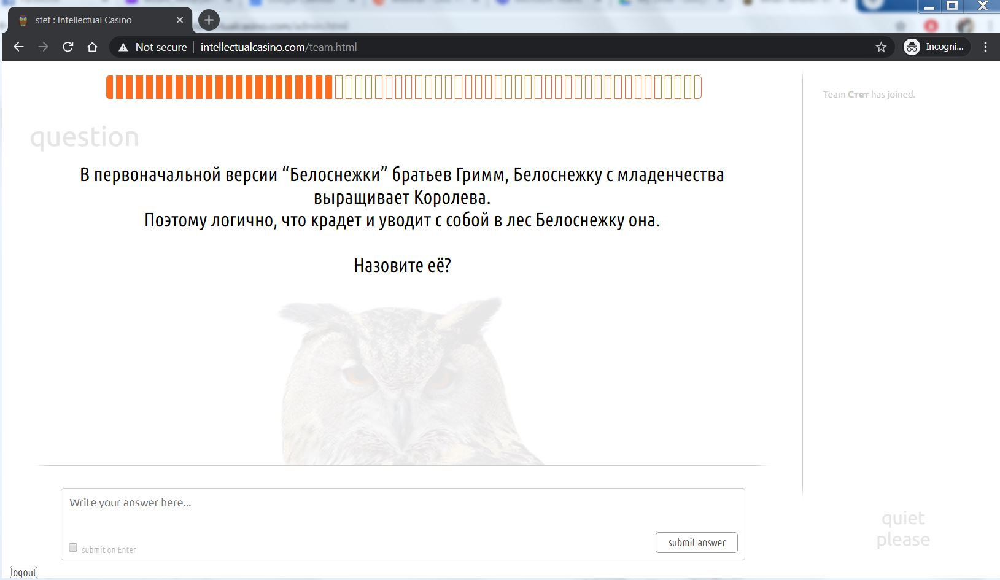 stet : Intellectual Casino
Not secure
intellectualcasino.com/team.html
Incogni...
Team Стет has joined.
question
В первоначальной версии “Белоснежки” братьев Гримм, Белоснежку с младенчества
выращивает Королева.
Поэтому логично, что крадет и уводит с собой в лес Белоснежку она.
Назовите её?
Write your answer here...
submit on Enter
submit answer
quiet
please
logout